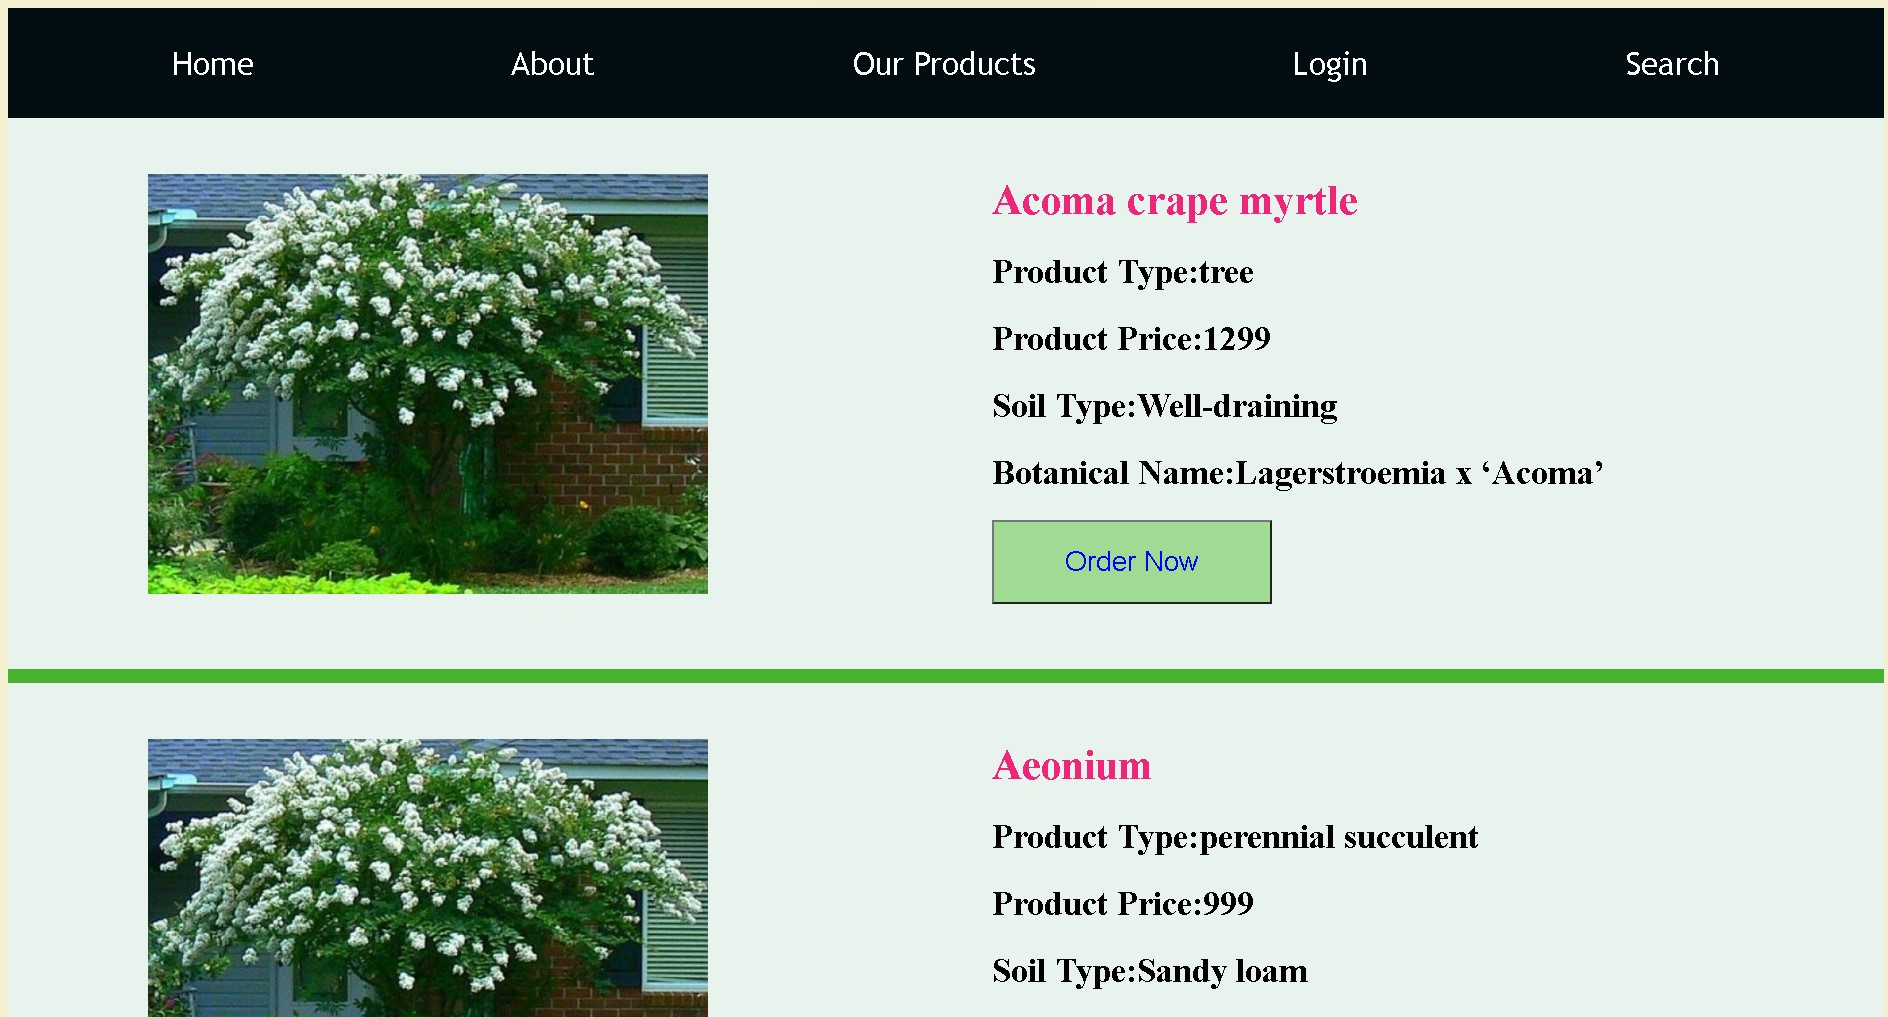 Home About Our Products Login Search
Acoma crape myrtle
Product Type:tree
Product Price:1299
Soil Type:Well-draining
Botanical Name:Lagerstroemia x ‘Acoma’
Order Now
Aeonium
Product Type:perennial succulent
Product Price:999
Soil Type:Sandy loam